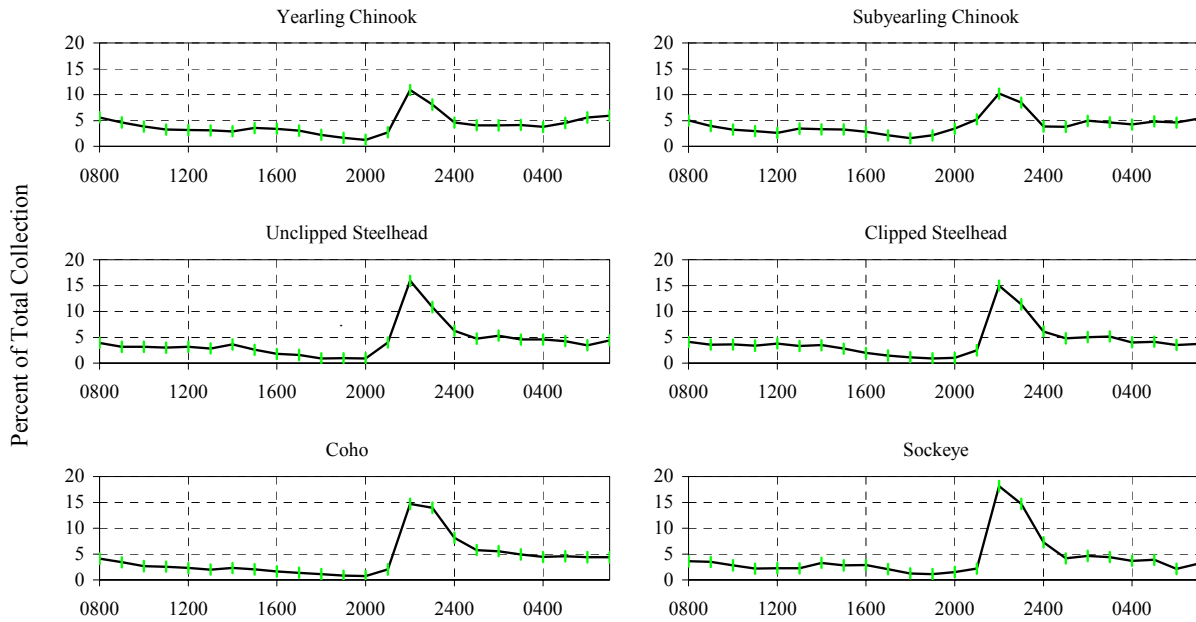 Yearling Chinook
Subyearling Chinook
20
15
10
5
0
0800 1200 1600 2000 2400 0400
20
15
10
5
0
0800 1200 1600 2000 2400 0400
Percent of Total Collection
Unclipped Steelhead
Clipped Steelhead
20
15
10
5
0
0800 1200 1600 2000 2400 0400
20
15
10
5
0
0800 1200 1600 2000 2400 0400
Coho
Sockeye
20
15
10
5
0
0800 1200 1600 2000 2400 0400
20
15
10
5
0
0800 1200 1600 2000 2400 0400